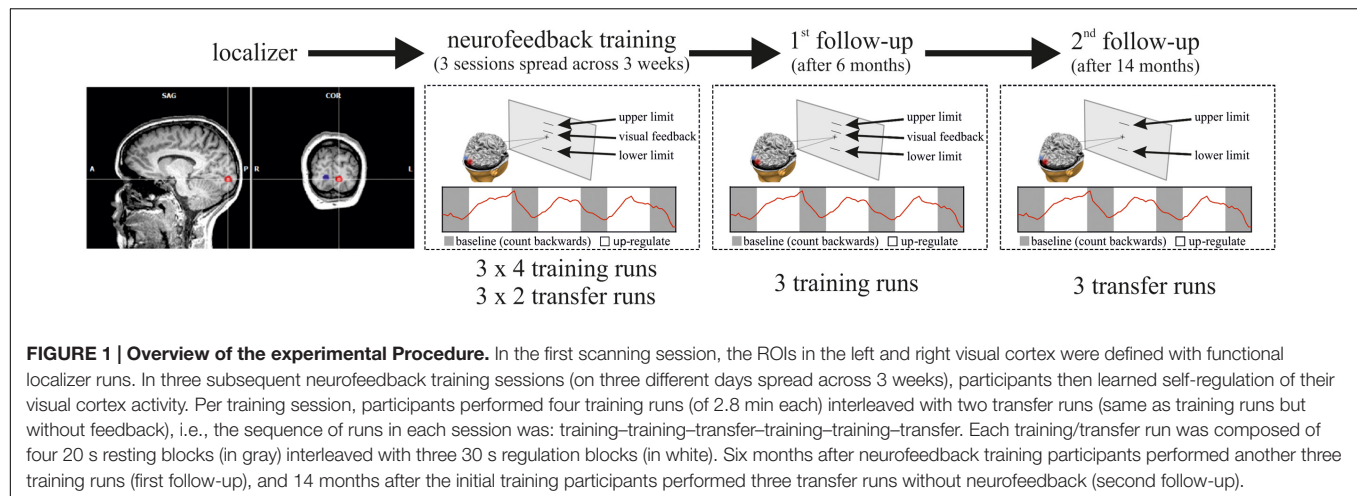 localizer
neurofeedback training
(3 sessions spread across 3 weeks)
1st follow-up
(after 6 months)
2nd follow-up
(after 14 months)
SAG
A
P
COR
R
L
upper limit
visual feedback
lower limit
baseline (count backwards) up-regulate
3 x 4 training runs
3 x 2 transfer runs
upper limit
visual feedback
lower limit
baseline (count backwards) up-regulate
3 training runs
upper limit
lower limit
baseline (count backwards) up-regulate
3 transfer runs
FIGURE 1 | Overview of the experimental Procedure. In the first scanning session, the ROIs in the left and right visual cortex were defined with functional
localizer runs. In three subsequent neurofeedback training sessions (on three different days spread across 3 weeks), participants then learned self-regulation of their
visual cortex activity. Per training session, participants performed four training runs (of 2.8 min each) interleaved with two transfer runs (same as training runs but
without feedback), i.e., the sequence of runs in each session was: training–training–transfer–training–training–transfer. Each training/transfer run was composed of
four 20 s resting blocks (in gray) interleaved with three 30 s regulation blocks (in white). Six months after neurofeedback training participants performed another three
training runs (first follow-up), and 14 months after the initial training participants performed three transfer runs without neurofeedback (second follow-up).